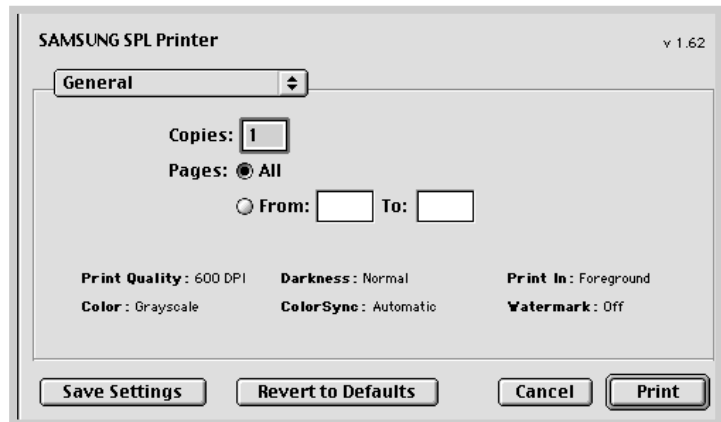 SAMSUNG SPL Printer v 1.62
General
Copies: 1
Pages: All
From: To:
Print Quality: 600 DPI Darkness: Normal Print In: Foreground
Color: Grayscale ColorSync: Automatic Watermark: Off
Save Settings Revert to Defaults Cancel Print